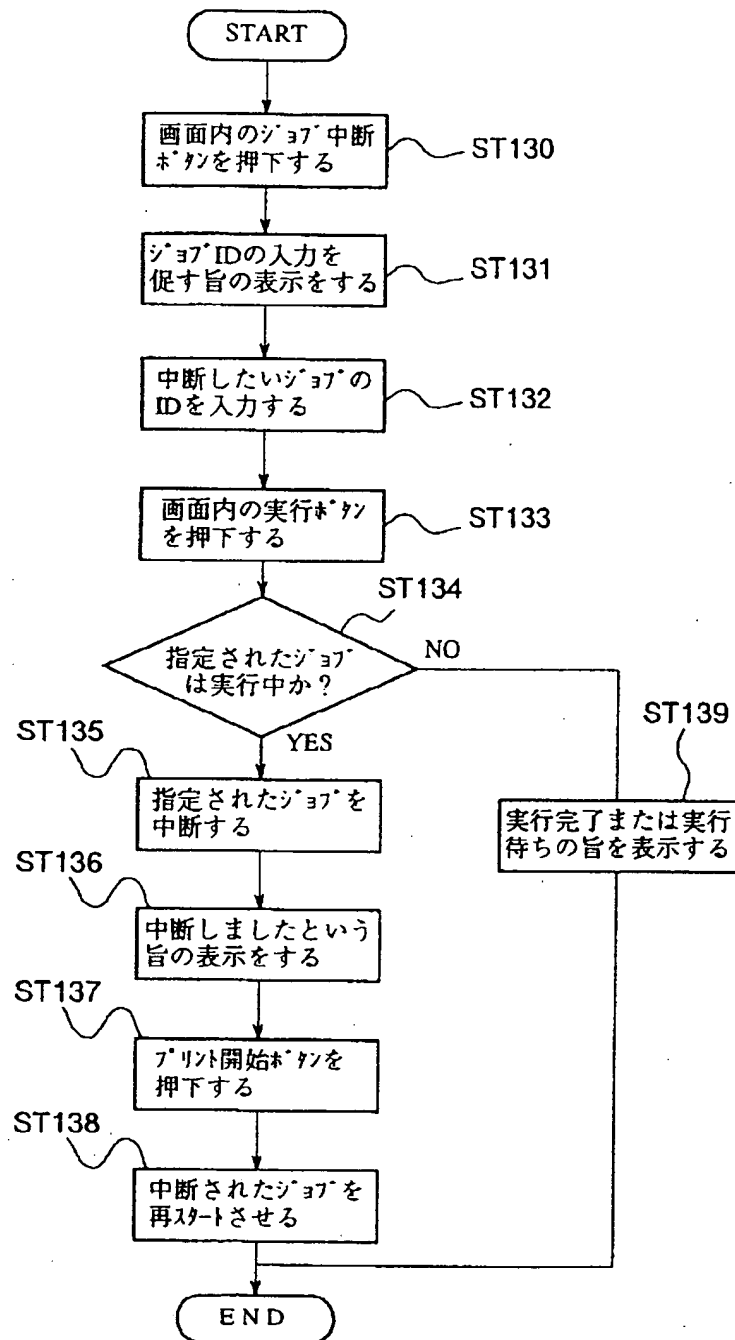 START
画面内のｼﾞｮﾌﾞ中断
ﾎﾞﾀﾝを押下する
ST130
ｼﾞｮﾌﾞIDの入力を
促す旨の表示をする
ST131
中断したいｼﾞｮﾌﾞの
IDを入力する
ST132
画面内の実行ﾎﾞﾀﾝ
を押下する
ST133
ST134
指定されたｼﾞｮﾌﾞ
は実行中か？
NO
YES
ST135
指定されたｼﾞｮﾌﾞを
中断する
ST139
実行完了または実行
待ちの旨を表示する
ST136
中断しましたという
旨の表示をする
ST137
ﾌﾟﾘﾝﾄ開始ﾎﾞﾀﾝを
押下する
ST138
中断されたｼﾞｮﾌﾞを
再ｽﾀｰﾄさせる
END